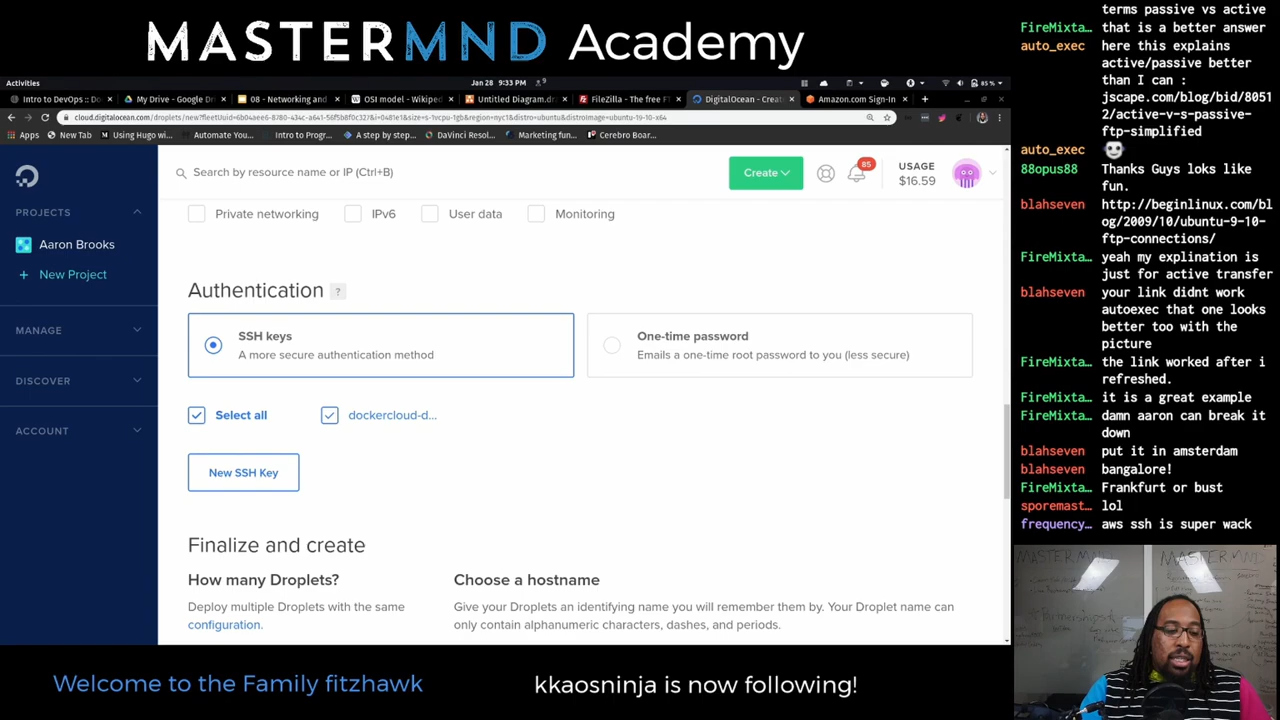 MASTERMND Academy
Activities
Jan 28 9:33 PM
85 %
Intro to DevOps :: Do
My Drive - Google Dr
08 - Networking and
OSI model - Wikiped
Untitled Diagram.dr
FileZilla - The free FT
DigitalOcean - Creat
Amazon.com Sign-In
cloud.digitalocean.com/droplets/new?
Apps
New Tab
Using Hugo wi...
Automate You...
Intro to Progr...
A step by step...
DaVinci Resol...
Marketing fun...
Cerebro Boar...
Search by resource name or IP (Ctrl+B)
Create
85
USAGE
$16.59
PROJECTS
Aaron Brooks
+ New Project
MANAGE
DISCOVER
ACCOUNT
Private networking
IPv6
User data
Monitoring
Authentication ?
SSH keys
A more secure authentication method
One-time password
Emails a one-time root password to you (less secure)
Select all
dockercloud-d...
New SSH Key
Finalize and create
How many Droplets?
Deploy multiple Droplets with the same
configuration.
Choose a hostname
Give your Droplets an identifying name you will remember them by. Your Droplet name can
only contain alphanumeric characters, dashes, and periods.
terms passive vs active
FireMixta… that is a better answer
auto_exec here this explains
active/passive better
than I can :
jscape.com/blog/bid/8051
2/active-v-s-passive-
ftp-simplified
auto_exec
88opus88 Thanks Guys loks like
fun.
blahseven http://beginlinux.com/bl
og/2009/10/ubuntu-9-10-
ftp-connections/
FireMixta… yeah my explination is
just for active transfer
blahseven your link didnt work
autoexec that one looks
better too with the
picture
FireMixta… the link worked after i
refreshed.
FireMixta… it is a great example
FireMixta… damn aaron can break it
down
blahseven put it in amsterdam
blahseven bangalore!
FireMixta… Frankfurt or bust
sporemast… lol
frequency… aws ssh is super wack
MASTERMND
MASTERMND
Welcome to the Family fitzhawk
kkaosninja is now following!